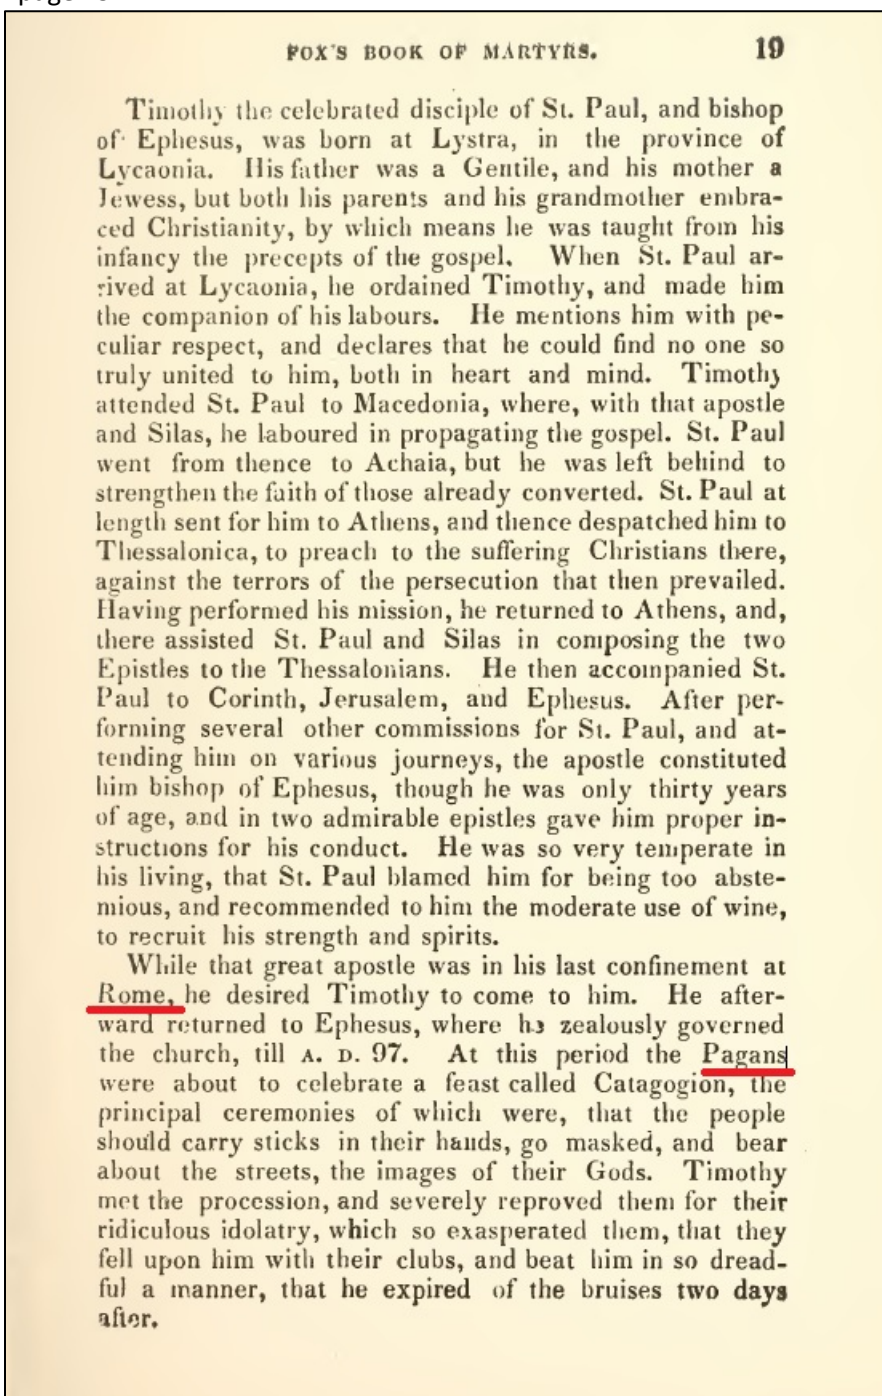 FOX'S BOOK OF MARTYRS. 19
Timothy the celebrated disciple of St. Paul, and bishop
of Ephesus, was born at Lystra, in the province of
Lycaonia. His father was a Gentile, and his mother a
Jewess, but both his parents and his grandmother embra-
ced Christianity, by which means he was taught from his
infancy the precepts of the gospel. When St. Paul ar-
rived at Lycaonia, he ordained Timothy, and made him
the companion of his labours. He mentions him with pe-
culiar respect, and declares that he could find no one so
truly united to him, both in heart and mind. Timothy
attended St. Paul to Macedonia, where, with that apostle
and Silas, he laboured in propagating the gospel. St. Paul
went from thence to Achaia, but he was left behind to
strengthen the faith of those already converted. St. Paul at
length sent for him to Athens, and thence despatched him to
Thessalonica, to preach to the suffering Christians there,
against the terrors of the persecution that then prevailed.
Having performed his mission, he returned to Athens, and,
there assisted St. Paul and Silas in composing the two
Epistles to the Thessalonians. He then accompanied St.
Paul to Corinth, Jerusalem, and Ephesus. After per-
forming several other commissions for St. Paul, and at-
tending him on various journeys, the apostle constituted
him bishop of Ephesus, though he was only thirty years
of age, and in two admirable epistles gave him proper in-
structions for his conduct. He was so very temperate in
his living, that St. Paul blamed him for being too abste-
mious, and recommended to him the moderate use of wine,
to recruit his strength and spirits.
While that great apostle was in his last confinement at
Rome, he desired Timothy to come to him. He after-
ward returned to Ephesus, where he zealously governed
the church, till A. D. 97. At this period the Pagans
were about to celebrate a feast called Catagogion, the
principal ceremonies of which were, that the people
should carry sticks in their hands, go masked, and bear
about the streets, the images of their Gods. Timothy
met the procession, and severely reproved them for their
ridiculous idolatry, which so exasperated them, that they
fell upon him with their clubs, and beat him in so dread-
ful a manner, that he expired of the bruises two days
after.